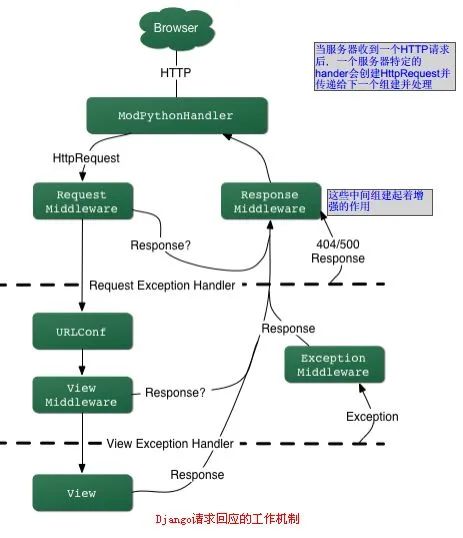 Browser
当服务器收到一个HTTP请求
后，一个服务器特定的
hander会创建HttpRequest并
传递给下一个组建并处理
HTTP
ModPythonHandler
HttpRequest
Request
Middleware
Response
Middleware
这些中间组建起着增
强的作用
Response?
404/500
Response
Request Exception Handler
URLConf
Response
Exception
Middleware
View
Middleware
Response?
Exception
View Exception Handler
Response
View
Django请求回应的工作机制